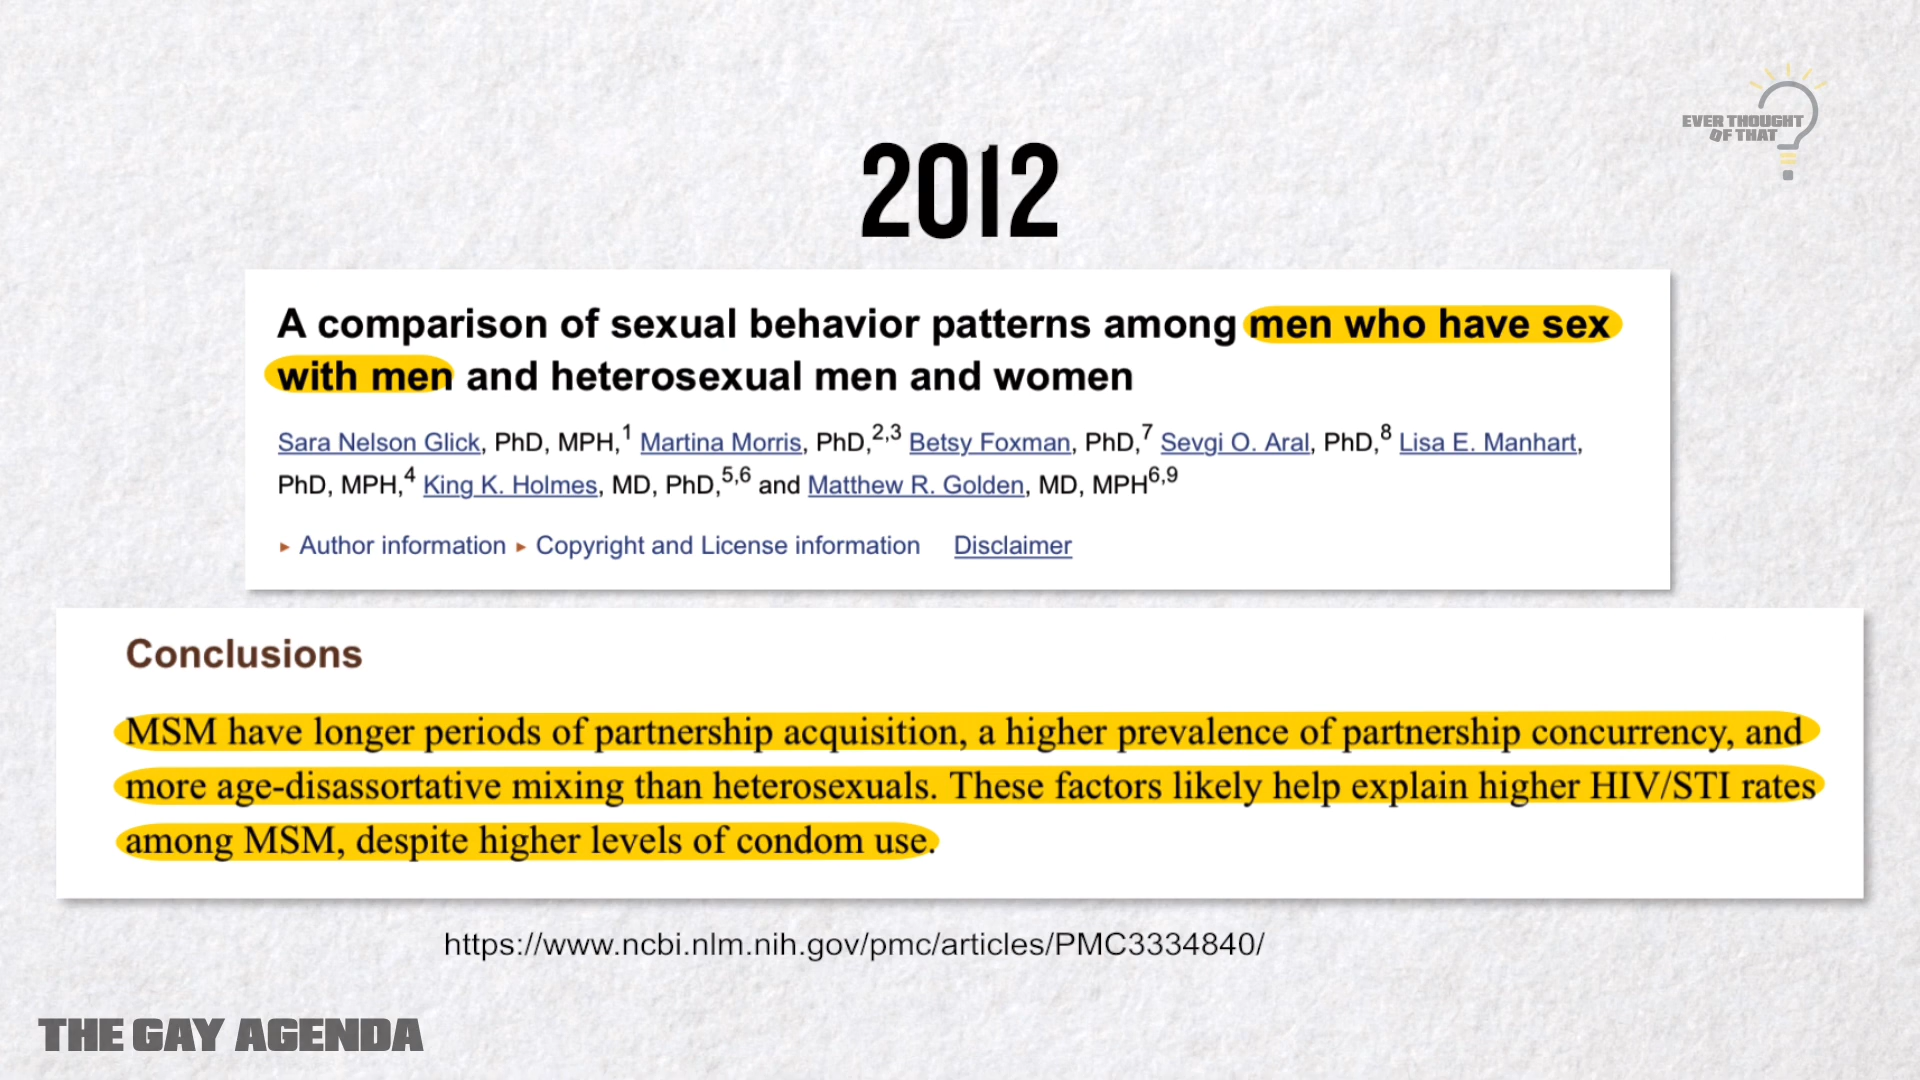 EVER THOUGHT
OF THAT
2012
A comparison of sexual behavior patterns among men who have sex
with men and heterosexual men and women
Sara Nelson Glick, PhD, MPH,1 Martina Morris, PhD,2,3 Betsy Foxman, PhD,7 Sevgi O. Aral, PhD,8 Lisa E. Manhart,
PhD, MPH,4 King K. Holmes, MD, PhD,5,6 and Matthew R. Golden, MD, MPH6,9
▸ Author information ▸ Copyright and License information Disclaimer
Conclusions
MSM have longer periods of partnership acquisition, a higher prevalence of partnership concurrency, and
more age-disassortative mixing than heterosexuals. These factors likely help explain higher HIV/STI rates
among MSM, despite higher levels of condom use.
https://www.ncbi.nlm.nih.gov/pmc/articles/PMC3334840/
THE GAY AGENDA